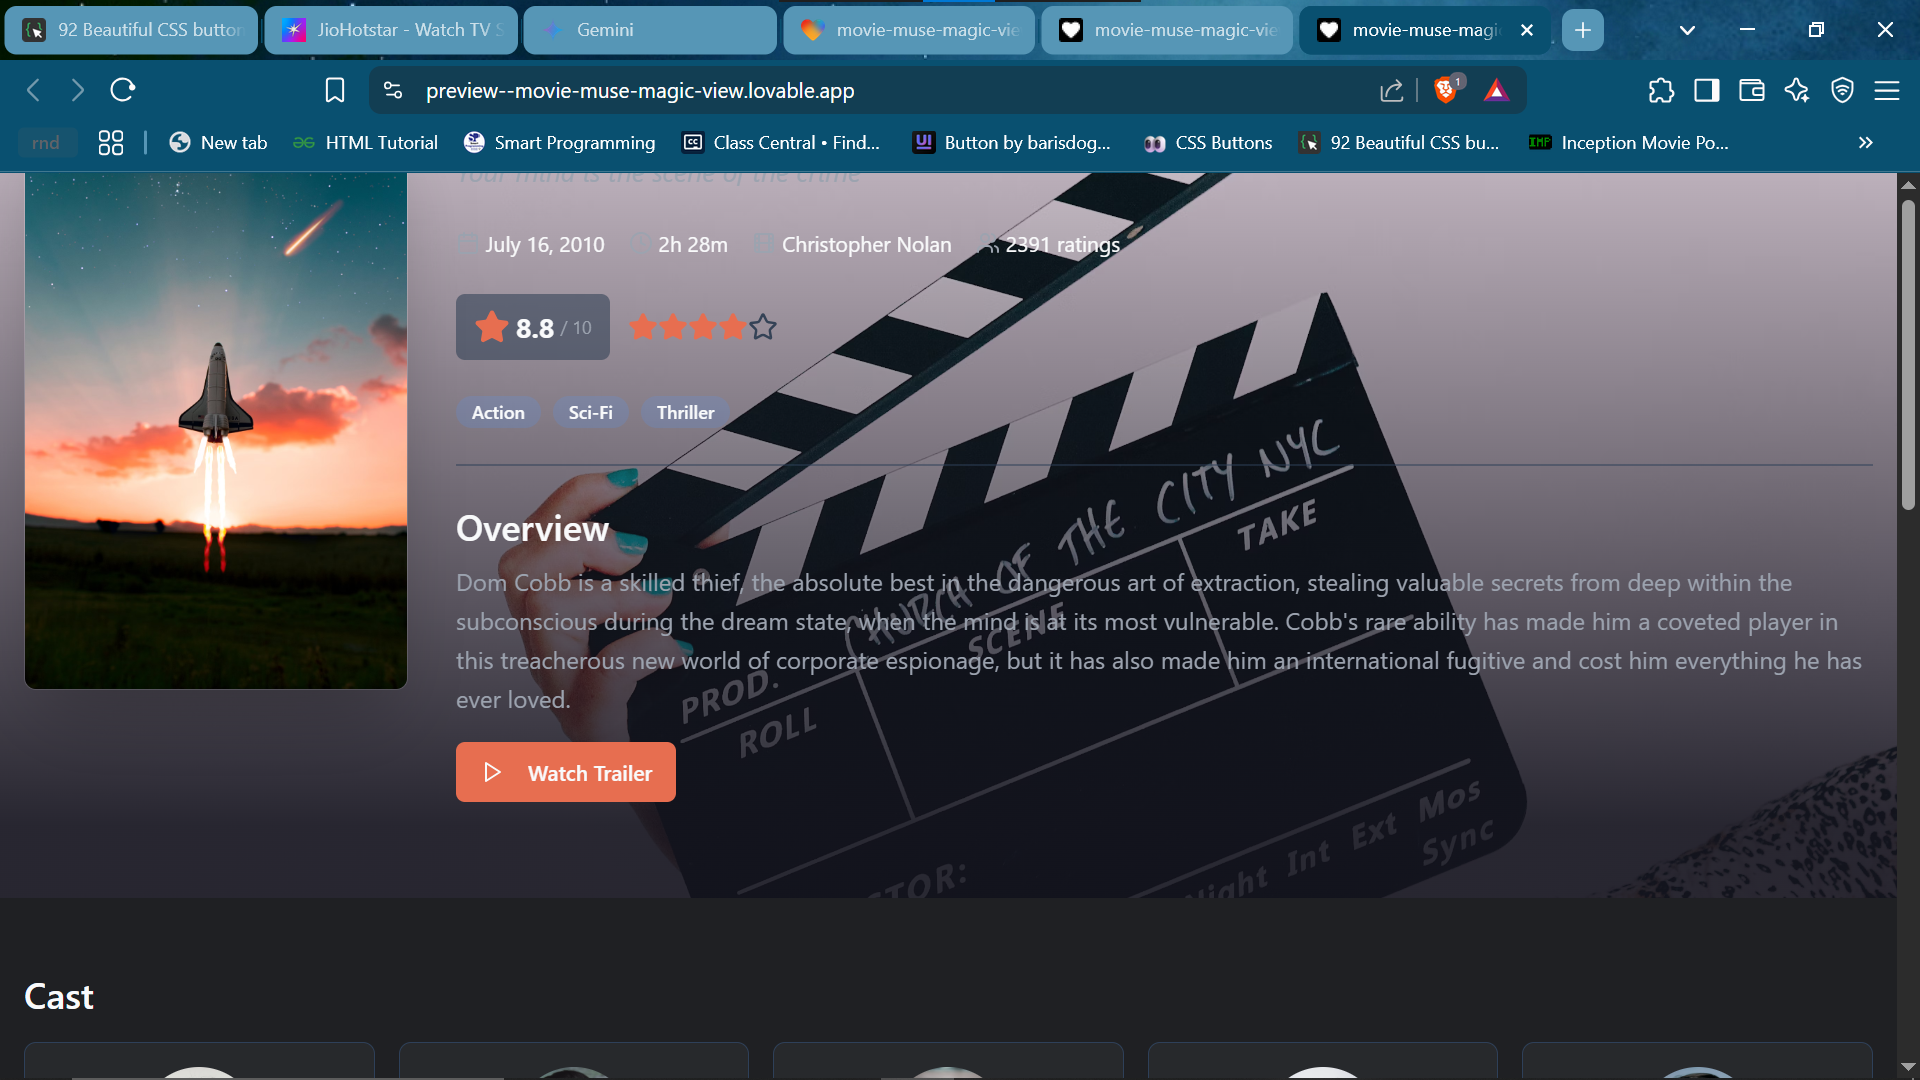 92 Beautiful CSS button
JioHotstar - Watch TV S
Gemini
movie-muse-magic-vie
movie-muse-magic-vie
movie-muse-magi
preview--movie-muse-magic-view.lovable.app
1
rnd
New tab
HTML Tutorial
Smart Programming
Class Central • Find...
Button by barisdog...
CSS Buttons
92 Beautiful CSS bu...
Inception Movie Po...
Your mind is the scene of the crime
July 16, 2010
2h 28m
Christopher Nolan
2391 ratings
8.8 / 10
Action
Sci-Fi
Thriller
CHURCH OF THE CITY NYC
TAKE
SCENE
PROD.
ROLL
Overview
Dom Cobb is a skilled thief, the absolute best in the dangerous art of extraction, stealing valuable secrets from deep within the
subconscious during the dream state, when the mind is at its most vulnerable. Cobb's rare ability has made him a coveted player in
this treacherous new world of corporate espionage, but it has also made him an international fugitive and cost him everything he has
ever loved.
Watch Trailer
Int Ext Mos
Sync
Cast